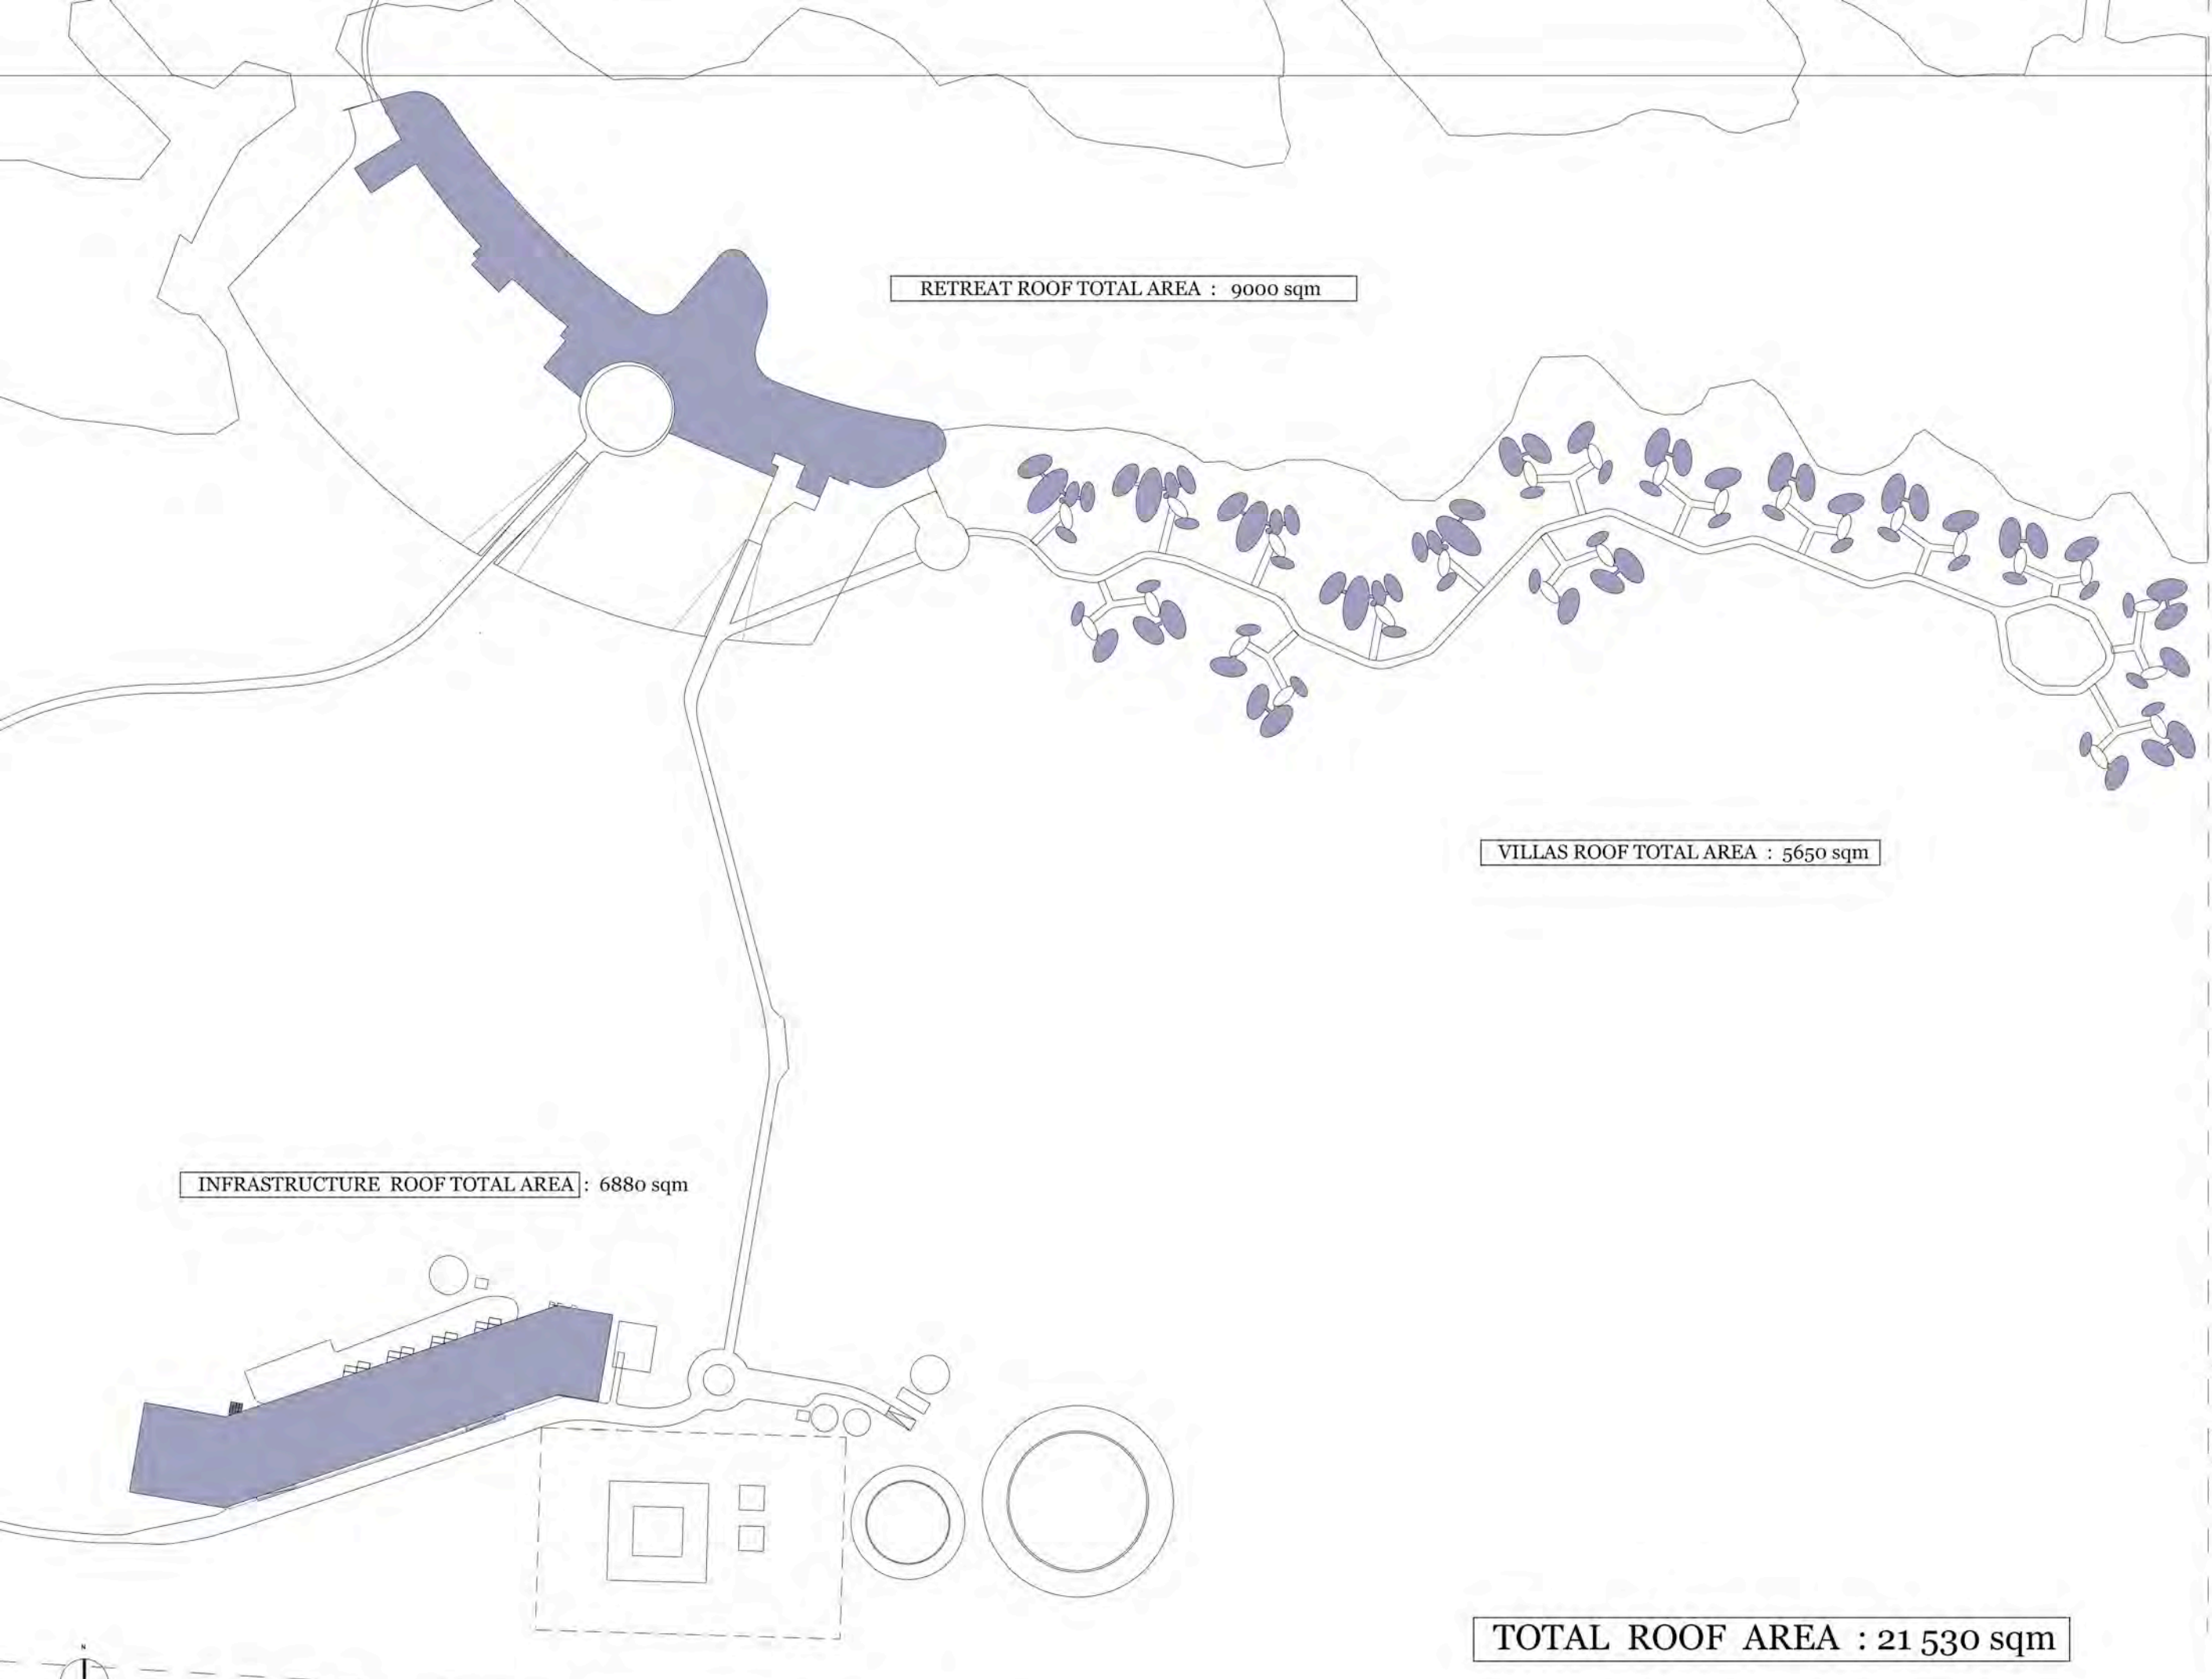 RETREAT ROOF TOTAL AREA : 9000 sqm
VILLAS ROOF TOTAL AREA : 5650 sqm
INFRASTRUCTURE ROOF TOTAL AREA : 6880 sqm
TOTAL ROOF AREA : 21 530 sqm
N